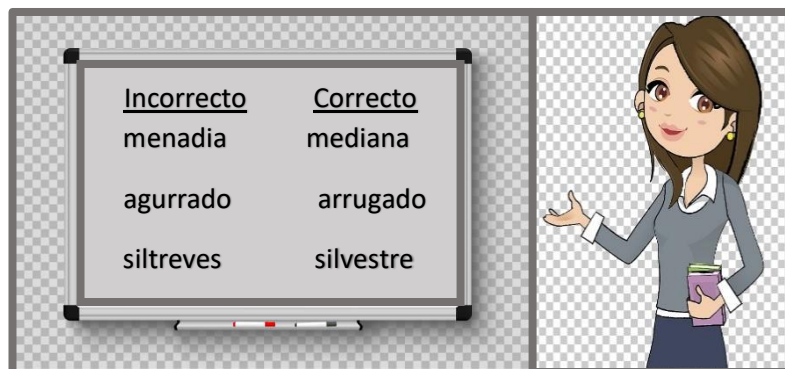 Incorrecto Correcto
menadia mediana
agurrado arrugado
siltreves silvestre